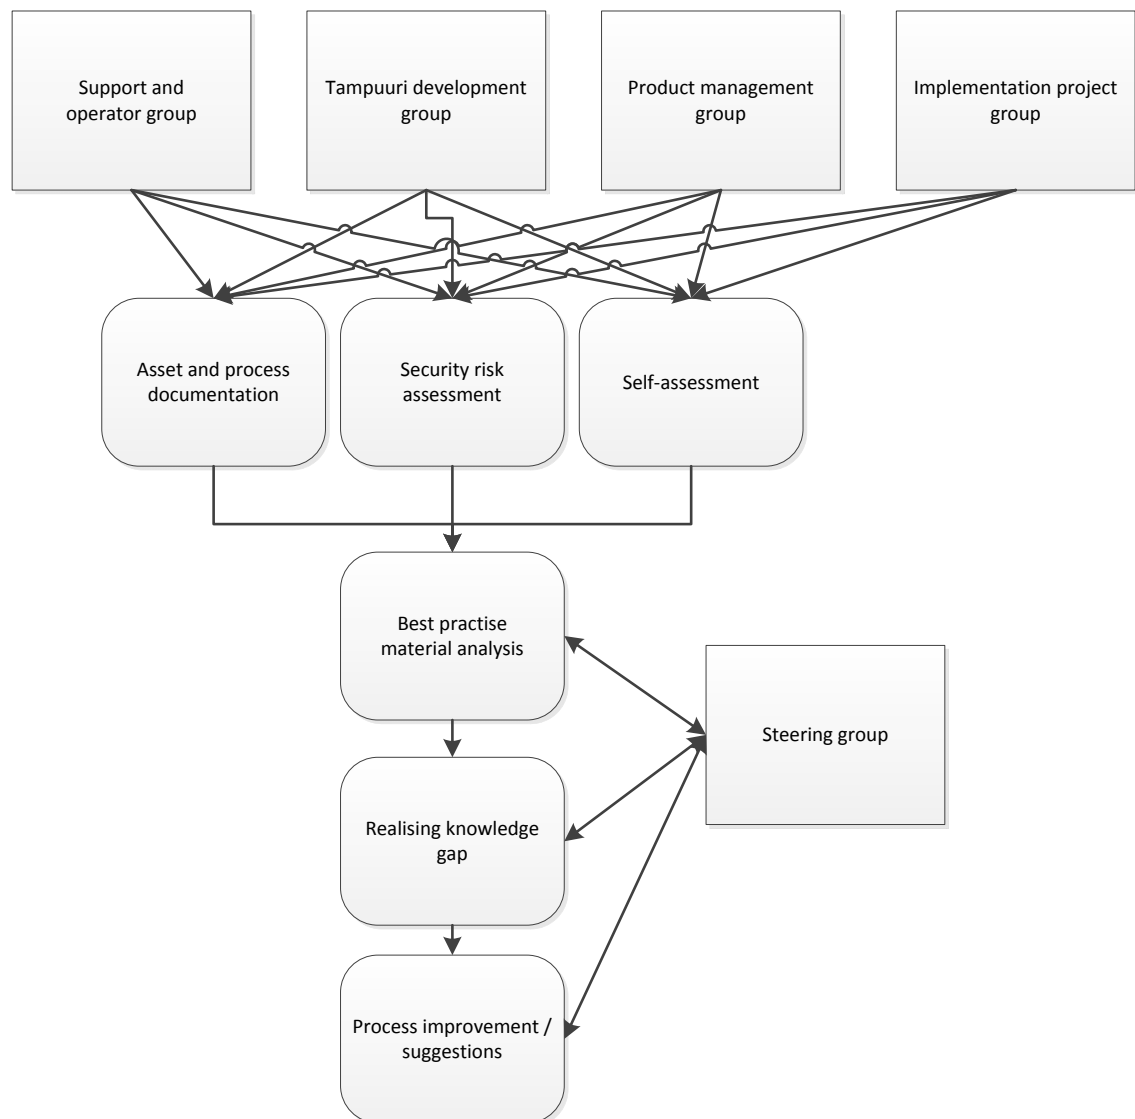 Support and
operator group
Tampuuri development
group
Product management
group
Implementation project
group
Asset and process
documentation
Security risk
assessment
Self-assessment
Best practise
material analysis
Steering group
Realising knowledge
gap
Process improvement /
suggestions